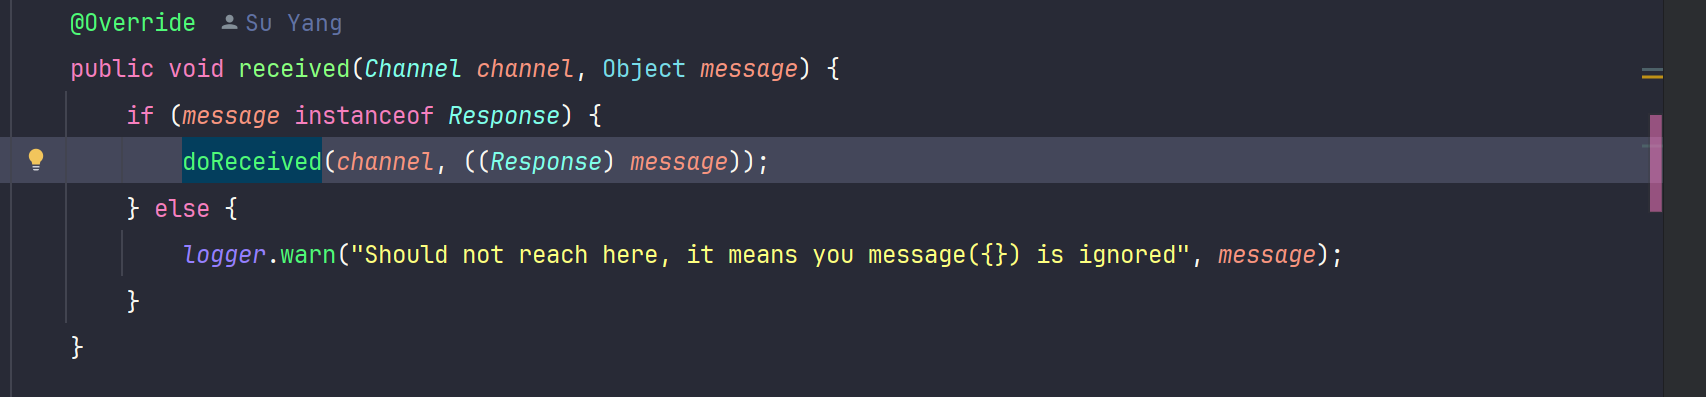 @Override Su Yang
public void received(Channel channel, Object message) {
if (message instanceof Response) {
doReceived(channel, ((Response) message));
} else {
logger.warn("Should not reach here, it means you message({}) is ignored", message);
}
}